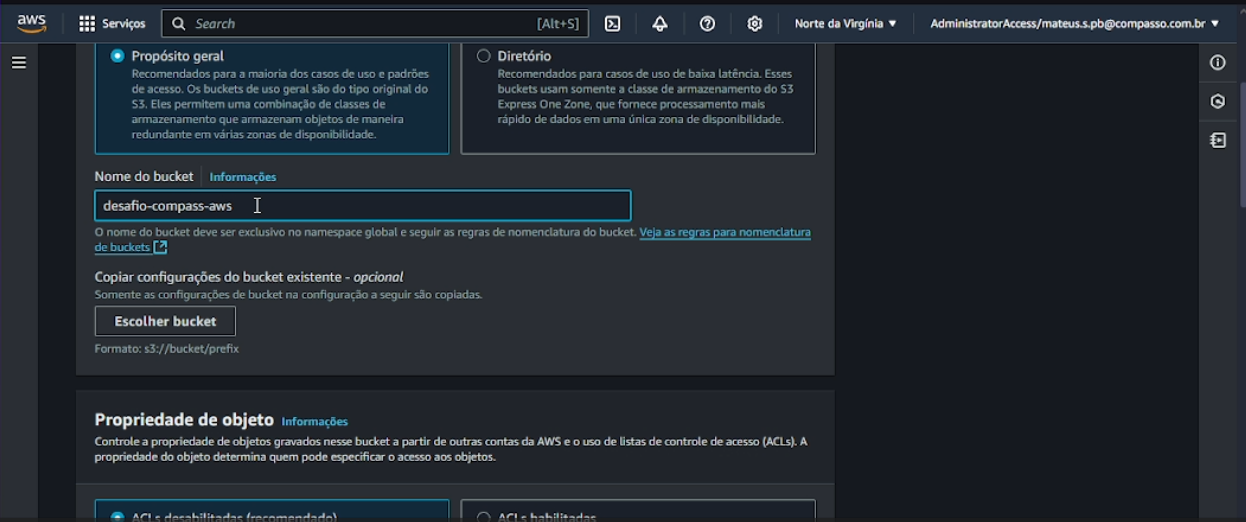 aws
Serviços
Search
[Alt+S]
Norte da Virgínia
AdministratorAccess/mateus.s.pb@compasso.com.br
Propósito geral
Recomendados para a maioria dos casos de uso e padrões
de acesso. Os buckets de uso geral são do tipo original do
S3. Eles permitem uma combinação de classes de
armazenamento que armazenam objetos de maneira
redundante em várias zonas de disponibilidade.
Diretório
Recomendados para casos de uso de baixa latência. Esses
buckets usam somente a classe de armazenamento do S3
Express One Zone, que fornece processamento mais
rápido de dados em uma única zona de disponibilidade.
Nome do bucket
Informações
desafio-compass-aws
O nome do bucket deve ser exclusivo no namespace global e seguir as regras de nomenclatura do bucket. Veja as regras para nomenclatura
de buckets
Copiar configurações do bucket existente - opcional
Somente as configurações de bucket na configuração a seguir são copiadas.
Escolher bucket
Formato: s3://bucket/prefix
Propriedade de objeto
Informações
Controle a propriedade de objetos gravados nesse bucket a partir de outras contas da AWS e o uso de listas de controle de acesso (ACLs). A
propriedade do objeto determina quem pode especificar o acesso aos objetos.
ACLs desabilitadas (recomendado)
ACLs habilitadas